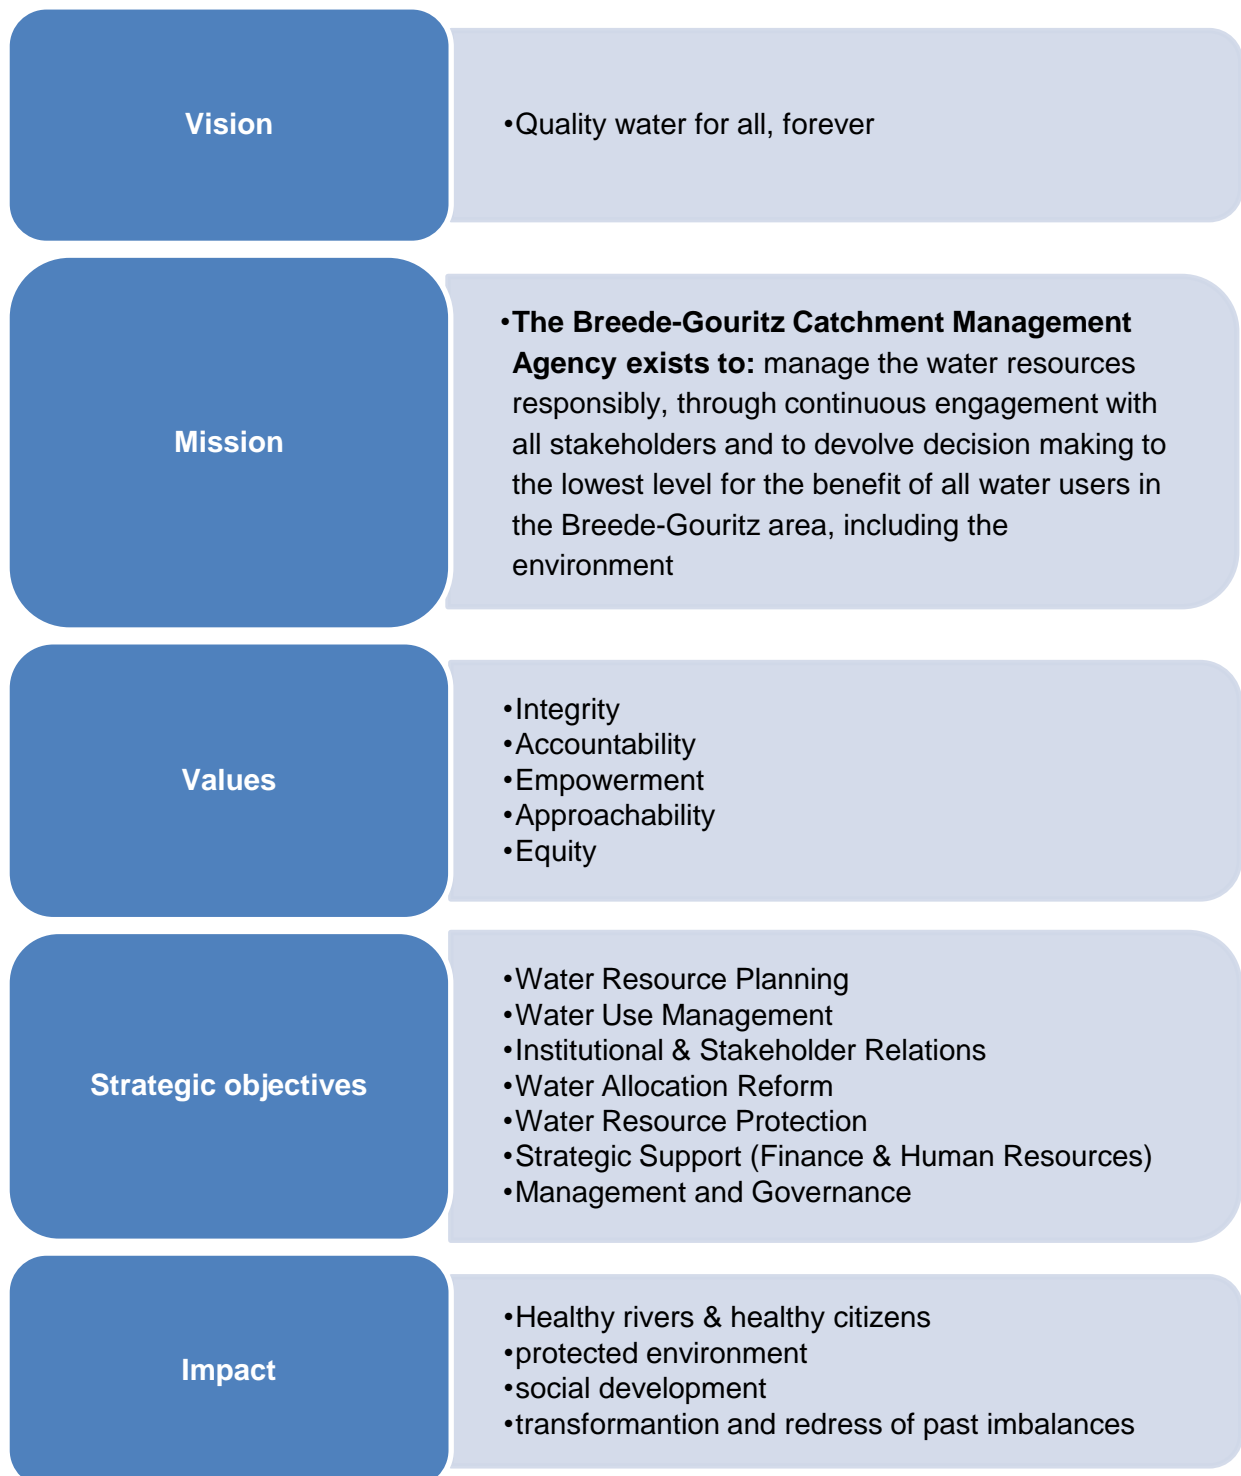 Vision
•Quality water for all, forever
Mission
•The Breede-Gouritz Catchment Management
Agency exists to: manage the water resources
responsibly, through continuous engagement with
all stakeholders and to devolve decision making to
the lowest level for the benefit of all water users in
the Breede-Gouritz area, including the
environment
Values
•Integrity
•Accountability
•Empowerment
•Approachability
•Equity
Strategic objectives
•Water Resource Planning
•Water Use Management
•Institutional & Stakeholder Relations
•Water Allocation Reform
•Water Resource Protection
•Strategic Support (Finance & Human Resources)
•Management and Governance
Impact
•Healthy rivers & healthy citizens
•protected environment
•social development
•transformantion and redress of past imbalances